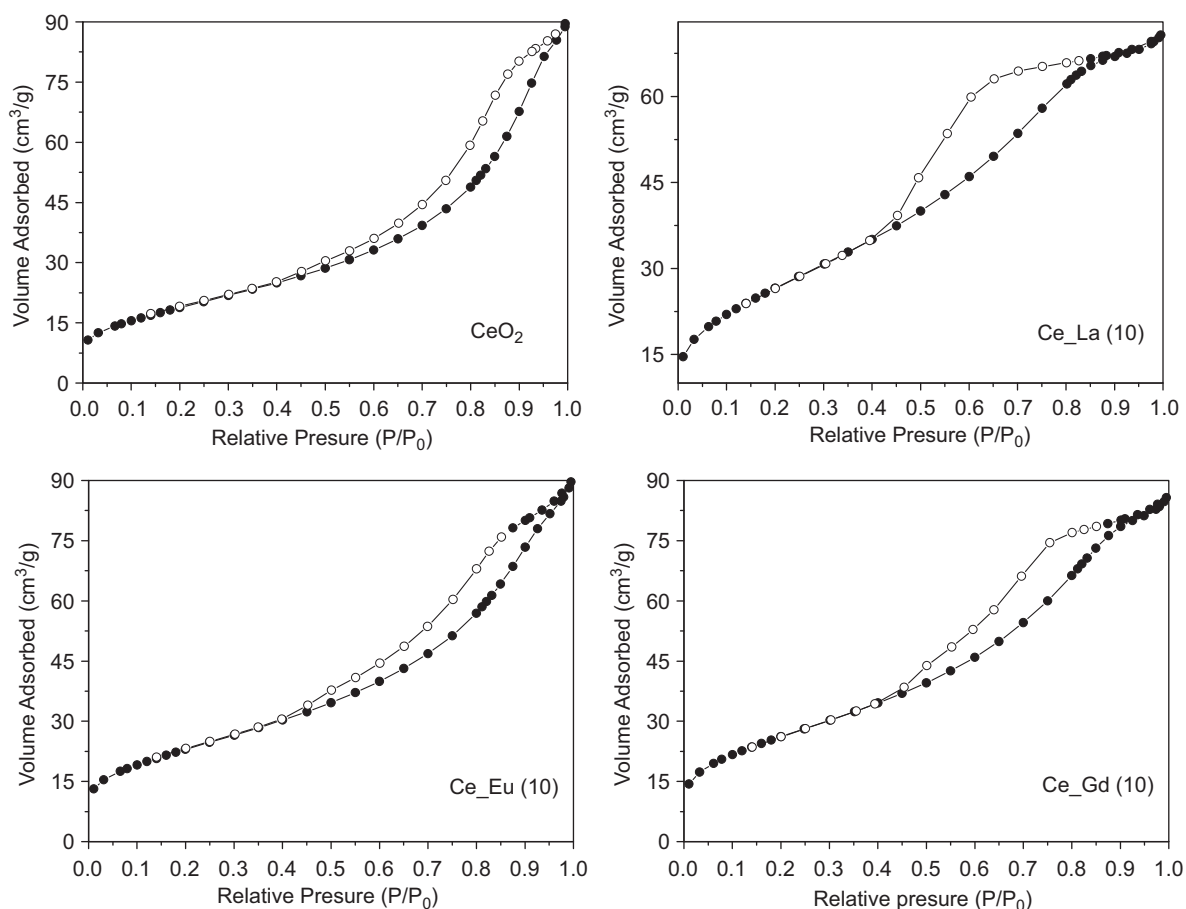 90
75
60
45
30
15
0
Volume Adsorbed (cm³/g)
CeO₂
0.0 0.1 0.2 0.3 0.4 0.5 0.6 0.7 0.8 0.9 1.0
Relative Presure (P/P₀)
60
45
30
15
Volume Adsorbed (cm³/g)
Ce_La (10)
0.0 0.1 0.2 0.3 0.4 0.5 0.6 0.7 0.8 0.9 1.0
Relative Presure (P/P₀)
90
75
60
45
30
15
0
Volume Adsorbed (cm³/g)
Ce_Eu (10)
0.0 0.1 0.2 0.3 0.4 0.5 0.6 0.7 0.8 0.9 1.0
Relative Presure (P/P₀)
90
75
60
45
30
15
0
Volume Adsorbed (cm³/g)
Ce_Gd (10)
0.0 0.1 0.2 0.3 0.4 0.5 0.6 0.7 0.8 0.9 1.0
Relative presure (P/P₀)